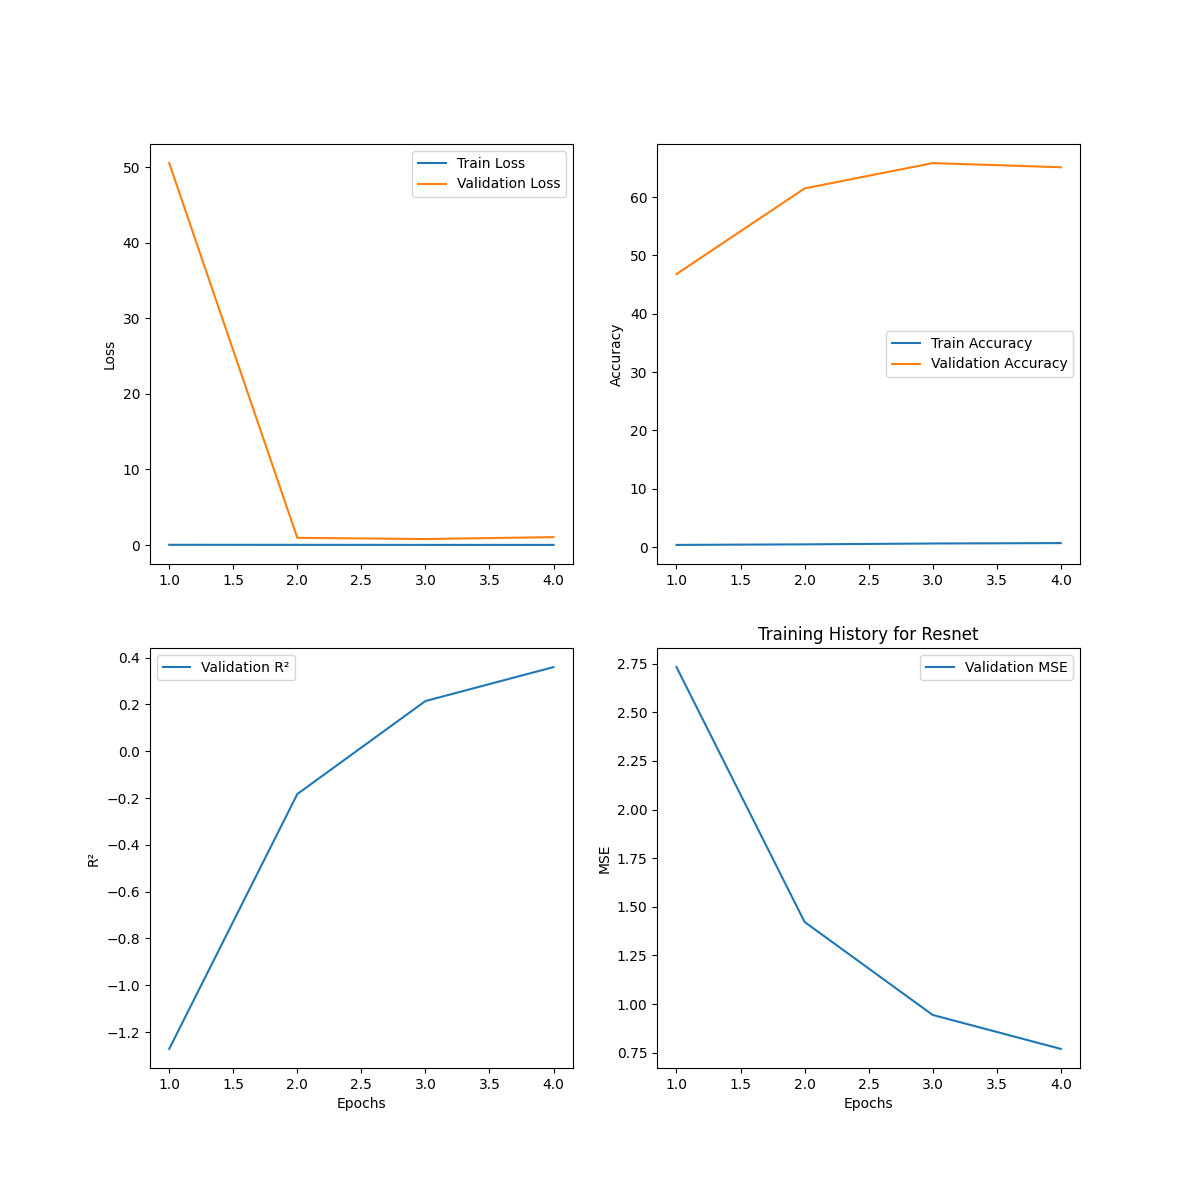 Train Loss
Validation Loss
50
40
30
20
10
0
Loss
1.0 1.5 2.0 2.5 3.0 3.5 4.0
Train Accuracy
Validation Accuracy
60
50
40
30
20
10
0
Accuracy
1.0 1.5 2.0 2.5 3.0 3.5 4.0
Validation R²
0.4
0.2
0.0
−0.2
−0.4
−0.6
−0.8
−1.0
−1.2
R²
1.0 1.5 2.0 2.5 3.0 3.5 4.0
Epochs
Training History for Resnet
Validation MSE
2.75
2.50
2.25
2.00
1.75
1.50
1.25
1.00
0.75
MSE
1.0 1.5 2.0 2.5 3.0 3.5 4.0
Epochs